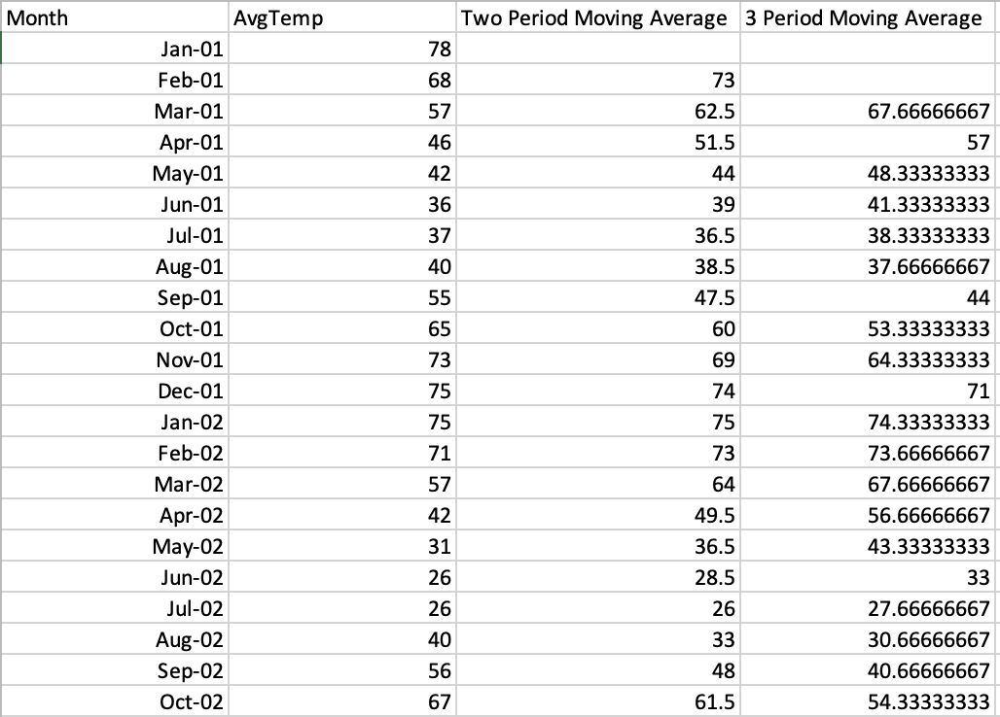 Month AvgTemp Two Period Moving Average 3 Period Moving Average
Jan-01 78
Feb-01 68 73
Mar-01 57 62.5 67.66666667
Apr-01 46 51.5 57
May-01 42 44 48.33333333
Jun-01 36 39 41.33333333
Jul-01 37 36.5 38.33333333
Aug-01 40 38.5 37.66666667
Sep-01 55 47.5 44
Oct-01 65 60 53.33333333
Nov-01 73 69 64.33333333
Dec-01 75 74 71
Jan-02 75 75 74.33333333
Feb-02 71 73 73.66666667
Mar-02 57 64 67.66666667
Apr-02 42 49.5 56.66666667
May-02 31 36.5 43.33333333
Jun-02 26 28.5 33
Jul-02 26 26 27.66666667
Aug-02 40 33 30.66666667
Sep-02 56 48 40.66666667
Oct-02 67 61.5 54.33333333